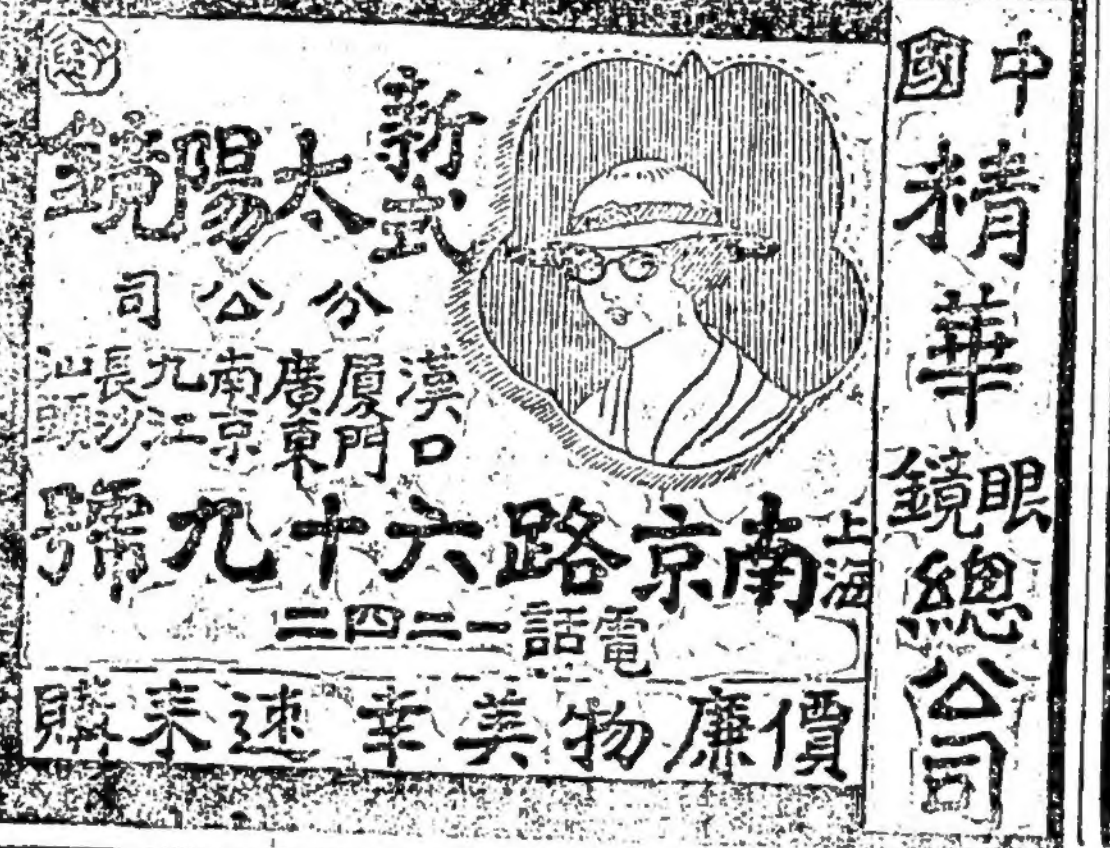 中國精華眼鏡總公司
新式
太陽鏡
分公司
漢口
厦門
廣東
南京
九江
長沙
汕頭
上海
南京路六十九號
電話
一二四二
價廉物美幸速來購